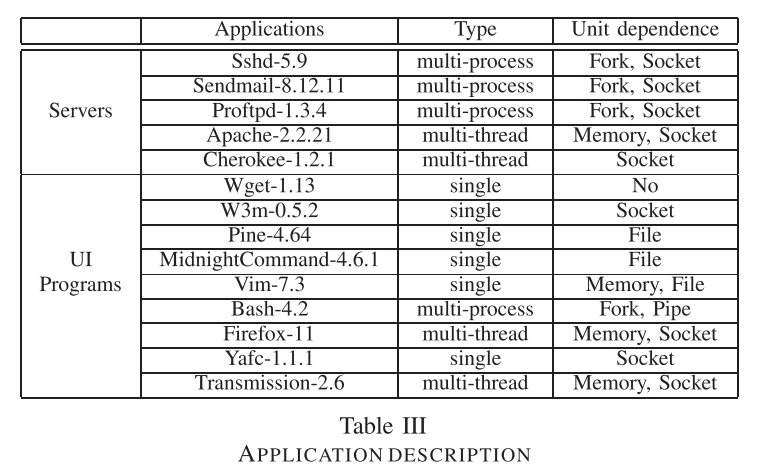 Applications Type Unit dependence
Servers Sshd-5.9 multi-process Fork, Socket
Sendmail-8.12.11 multi-process Fork, Socket
Proftpd-1.3.4 multi-process Fork, Socket
Apache-2.2.21 multi-thread Memory, Socket
Cherokee-1.2.1 multi-thread Socket
UI Programs Wget-1.13 single No
W3m-0.5.2 single Socket
Pine-4.64 single File
MidnightCommand-4.6.1 single File
Vim-7.3 single Memory, File
Bash-4.2 multi-process Fork, Pipe
Firefox-11 multi-thread Memory, Socket
Yafc-1.1.1 single Socket
Transmission-2.6 multi-thread Memory, Socket
Table III
APPLICATION DESCRIPTION